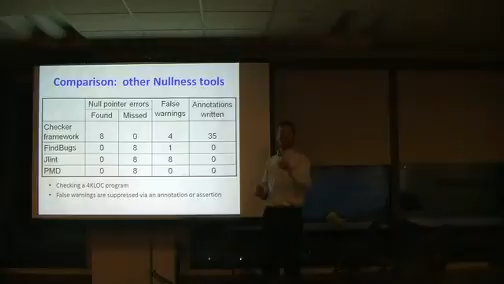 Comparison: other Nullness tools
Null pointer errors False warnings Annotations written
Found Missed
Checker framework 8 0 4 35
FindBugs 0 8 1 0
Jlint 0 8 8 0
PMD 0 8 0 0
• Checking a 4KLOC program
• False warnings are suppressed via an annotation or assertion